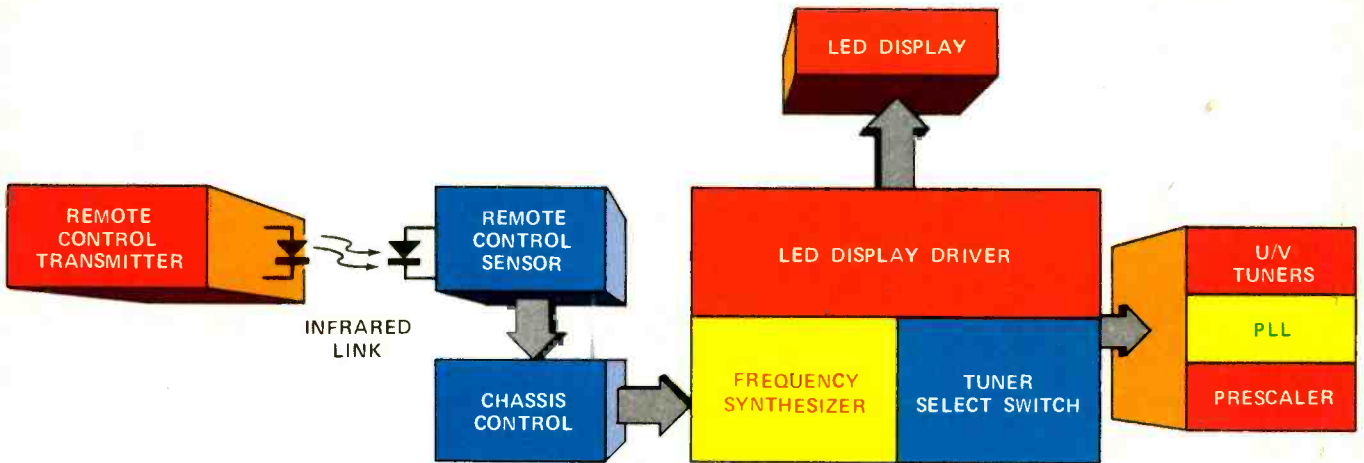 LED DISPLAY
REMOTE
CONTROL
TRANSMITTER
INFRARED
LINK
REMOTE
CONTROL
SENSOR
CHASSIS
CONTROL
LED DISPLAY DRIVER
FREQUENCY
SYNTHESIZER
TUNER
SELECT SWITCH
U/V
TUNERS
PLL
PRESCALER